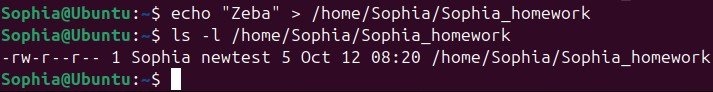 Sophia@Ubuntu:~$ echo "Zeba" > /home/Sophia/Sophia_homework
Sophia@Ubuntu:~$ ls -l /home/Sophia/Sophia_homework
-rw-r--r-- 1 Sophia newtest 5 Oct 12 08:20 /home/Sophia/Sophia_homework
Sophia@Ubuntu:~$